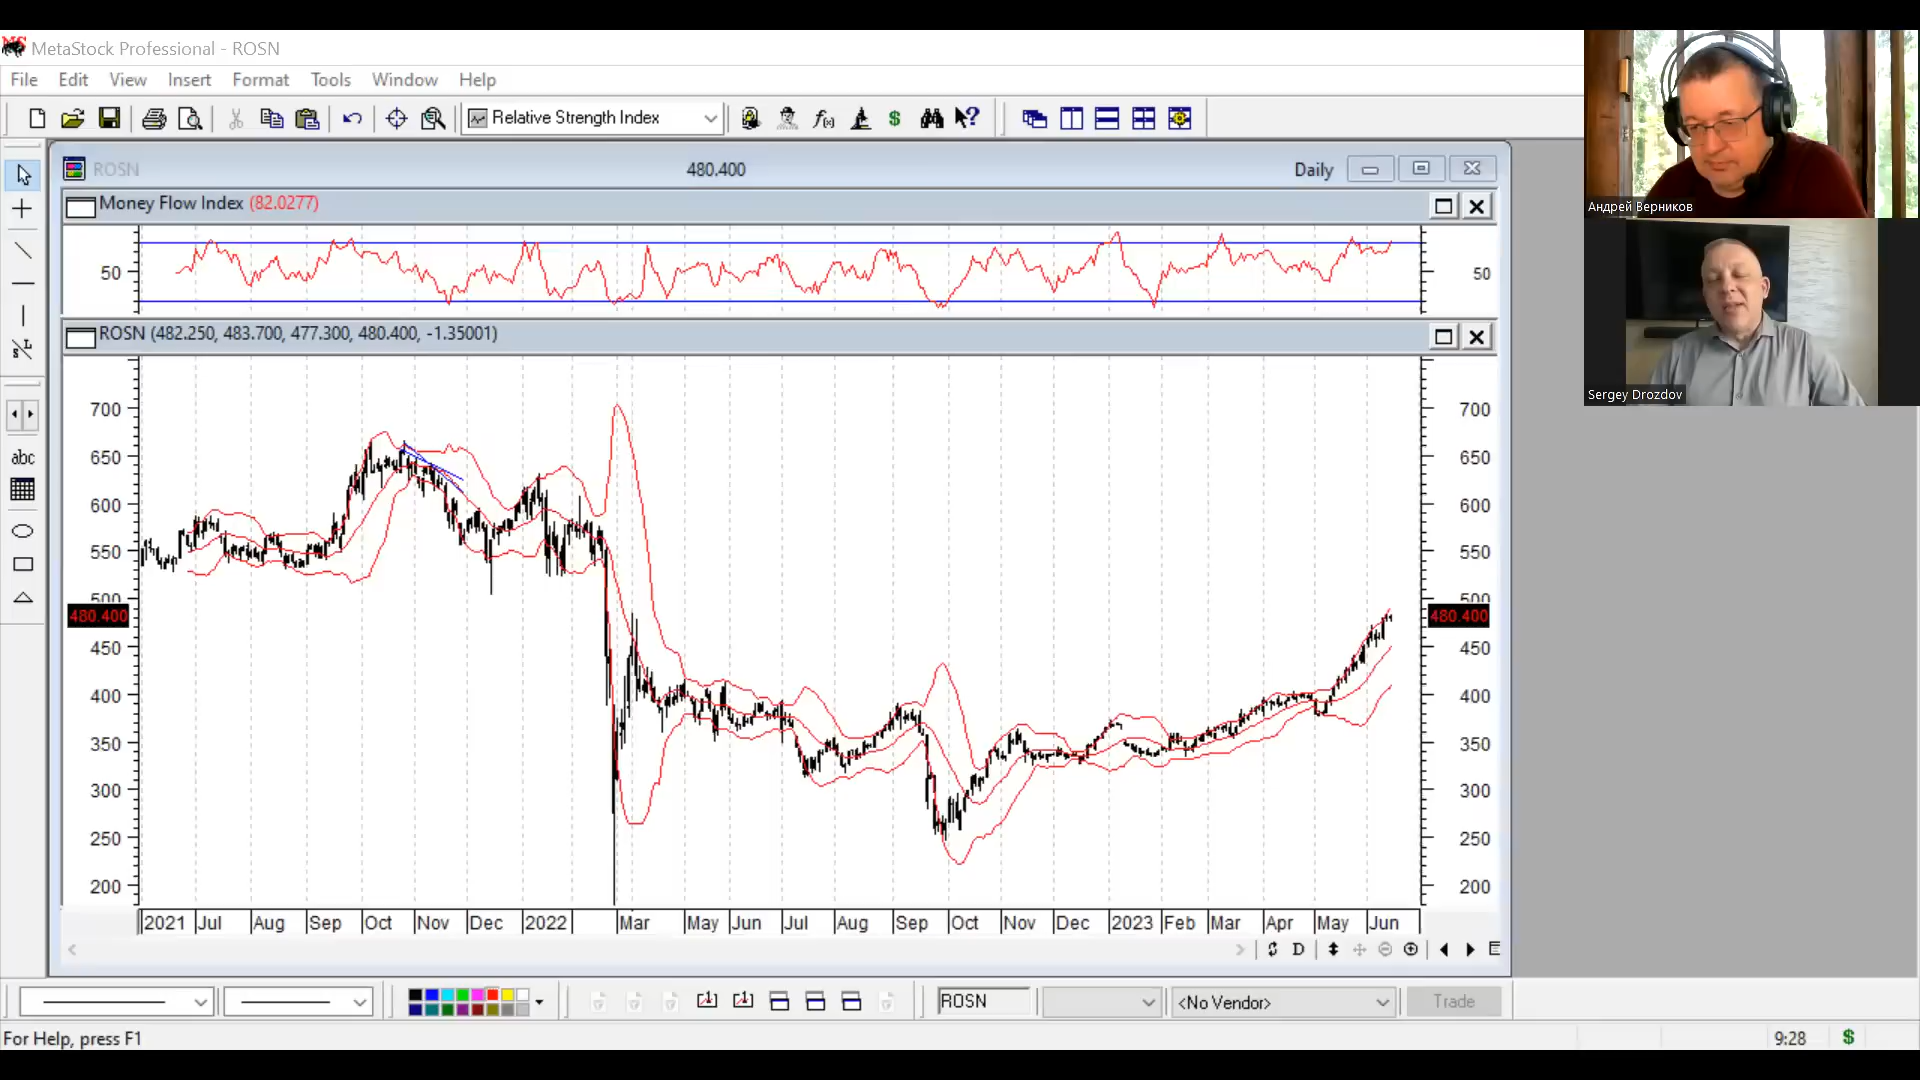 MetaStock Professional - ROSN
File Edit View Insert Format Tools Window Help
Relative Strength Index
ROSN 480.400 Daily
Money Flow Index (82.0277)
50 50
ROSN (482.250, 483.700, 477.300, 480.400, -1.35001)
700 700
650 650
600 600
550 550
500 500
480.400 480.400
450 450
400 400
350 350
300 300
250 250
200 200
2021 Jul Aug Sep Oct Nov Dec 2022 Mar May Jun Jul Aug Sep Oct Nov Dec 2023 Feb Mar Apr May Jun
D
abc
ROSN <No Vendor> Trade
For Help, press F1 9:28
Андрей Верников
Sergey Drozdov